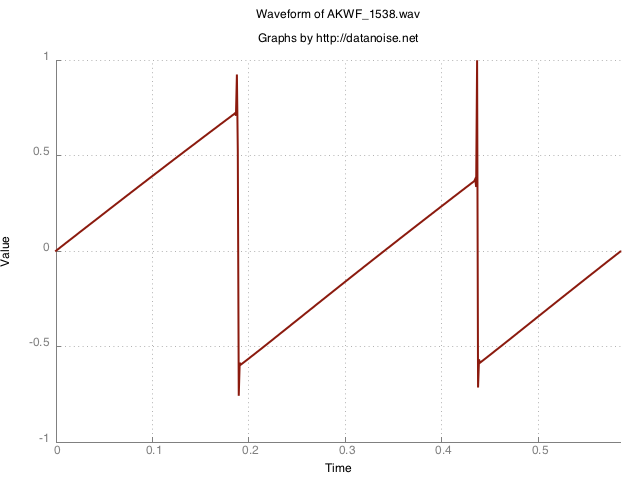 Waveform of AKWF_1538.wav
Graphs by http://datanoise.net
1
0.5
0
-0.5
-1
Value
0 0.1 0.2 0.3 0.4 0.5
Time